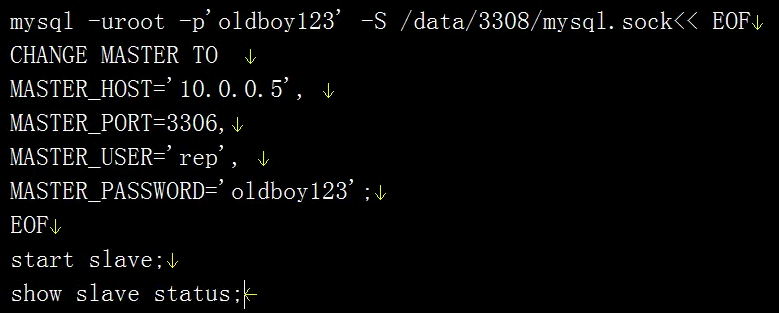 mysql -uroot -p'oldboy123' -S /data/3308/mysql.sock<< EOF↓
CHANGE MASTER TO  ↓
MASTER_HOST='10.0.0.5', ↓
MASTER_PORT=3306,↓
MASTER_USER='rep', ↓
MASTER_PASSWORD='oldboy123';↓
EOF↓
start slave;↓
show slave status;←